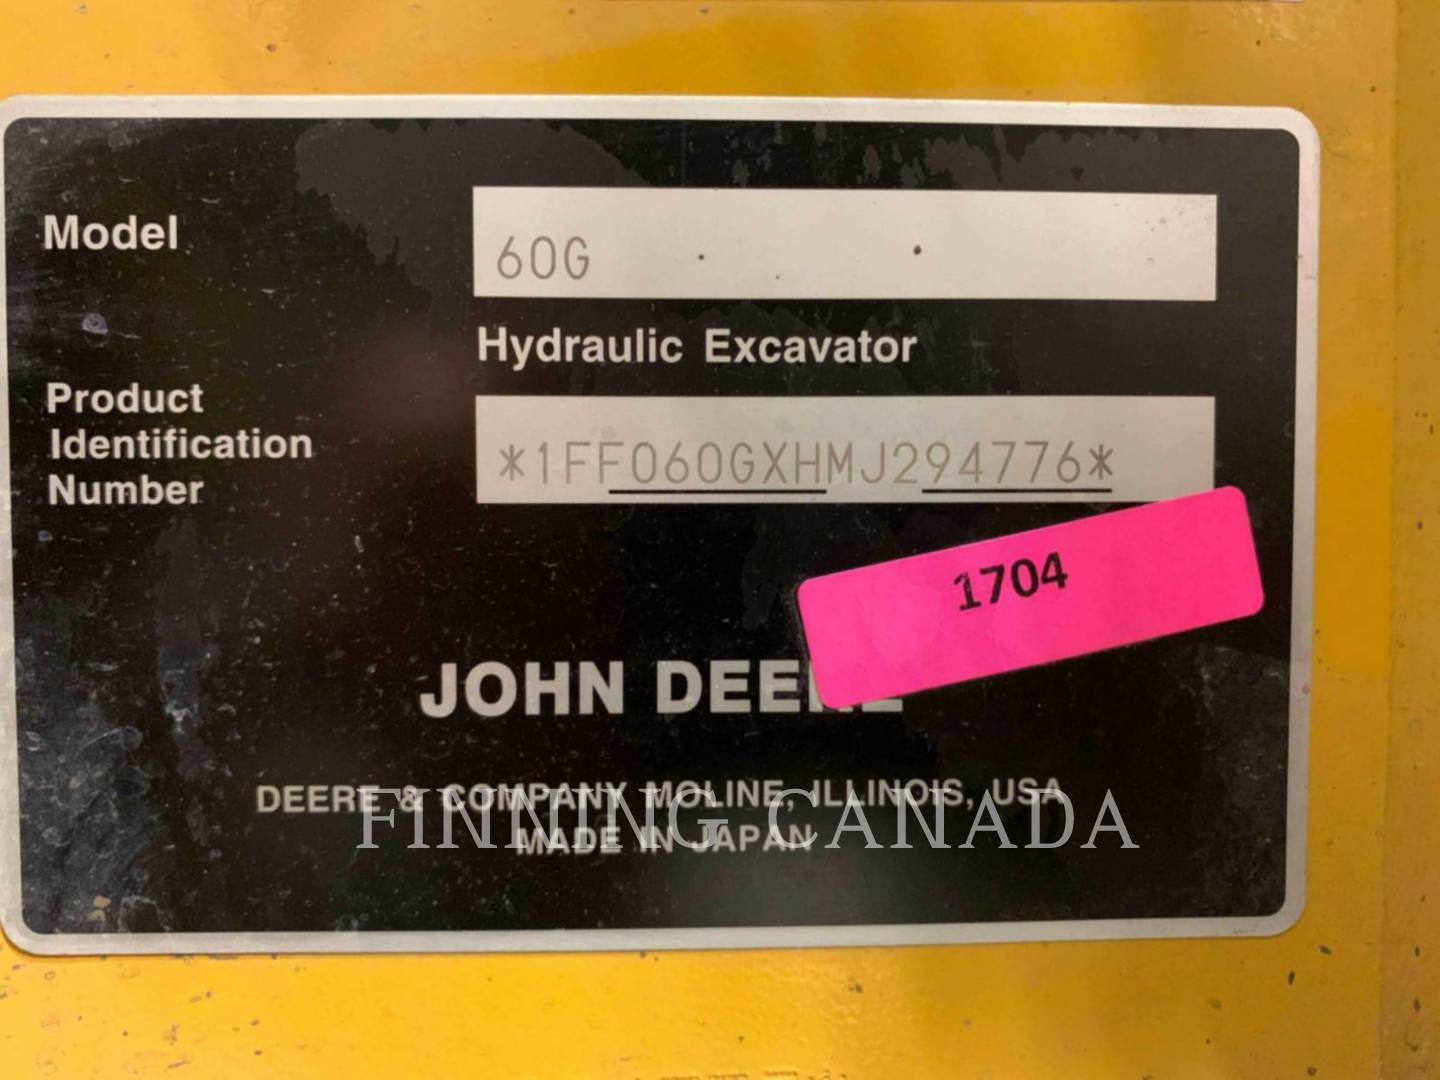 Model
60G
Hydraulic Excavator
Product
Identification
Number
*1FF060GXHMJ294776*
1704
JOHN DEERE
DEERE & COMPANY MOLINE, ILLINOIS, USA
MADE IN JAPAN
FINNING CANADA